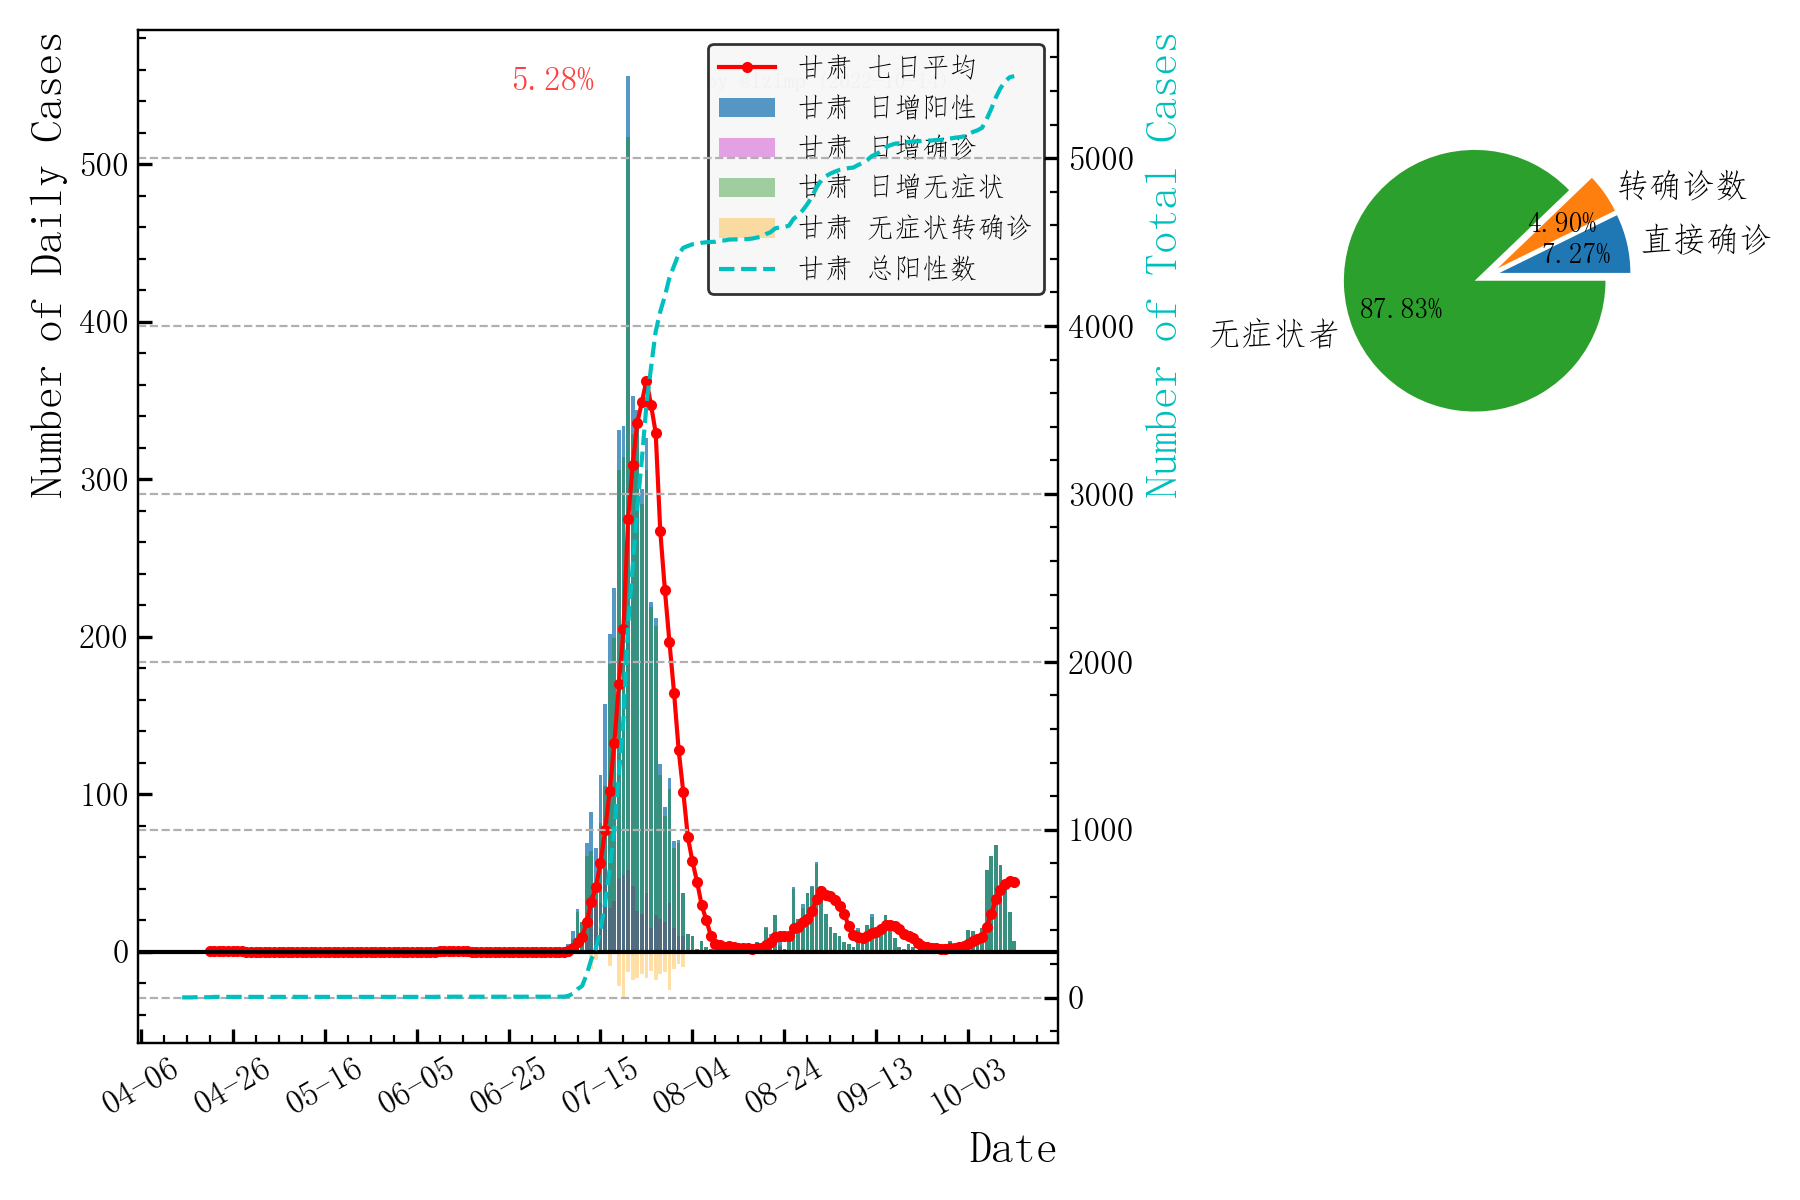 Number of Daily Cases
500
400
300
200
100
0
5.28%
甘肃 七日平均
甘肃 日增阳性
甘肃 日增确诊
甘肃 日增无症状
甘肃 无症状转确诊
甘肃 总阳性数
5000
4000
3000
2000
1000
0
Number of Total Cases
04-06
04-26
05-16
06-05
06-25
07-15
08-04
08-24
09-13
10-03
Date
转确诊数
4.90%
直接确诊
7.27%
87.83%
无症状者